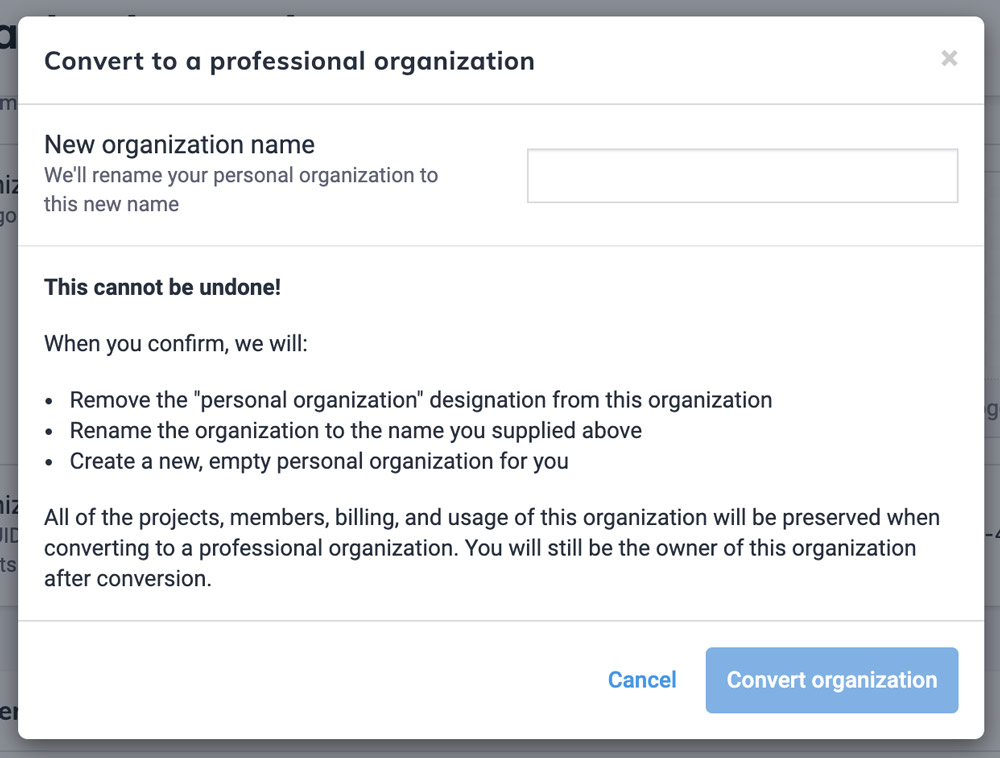 Convert to a professional organization
×
New organization name
We'll rename your personal organization to
this new name
This cannot be undone!
When you confirm, we will:
• Remove the "personal organization" designation from this organization
• Rename the organization to the name you supplied above
• Create a new, empty personal organization for you
All of the projects, members, billing, and usage of this organization will be preserved when
converting to a professional organization. You will still be the owner of this organization
after conversion.
Cancel
Convert organization